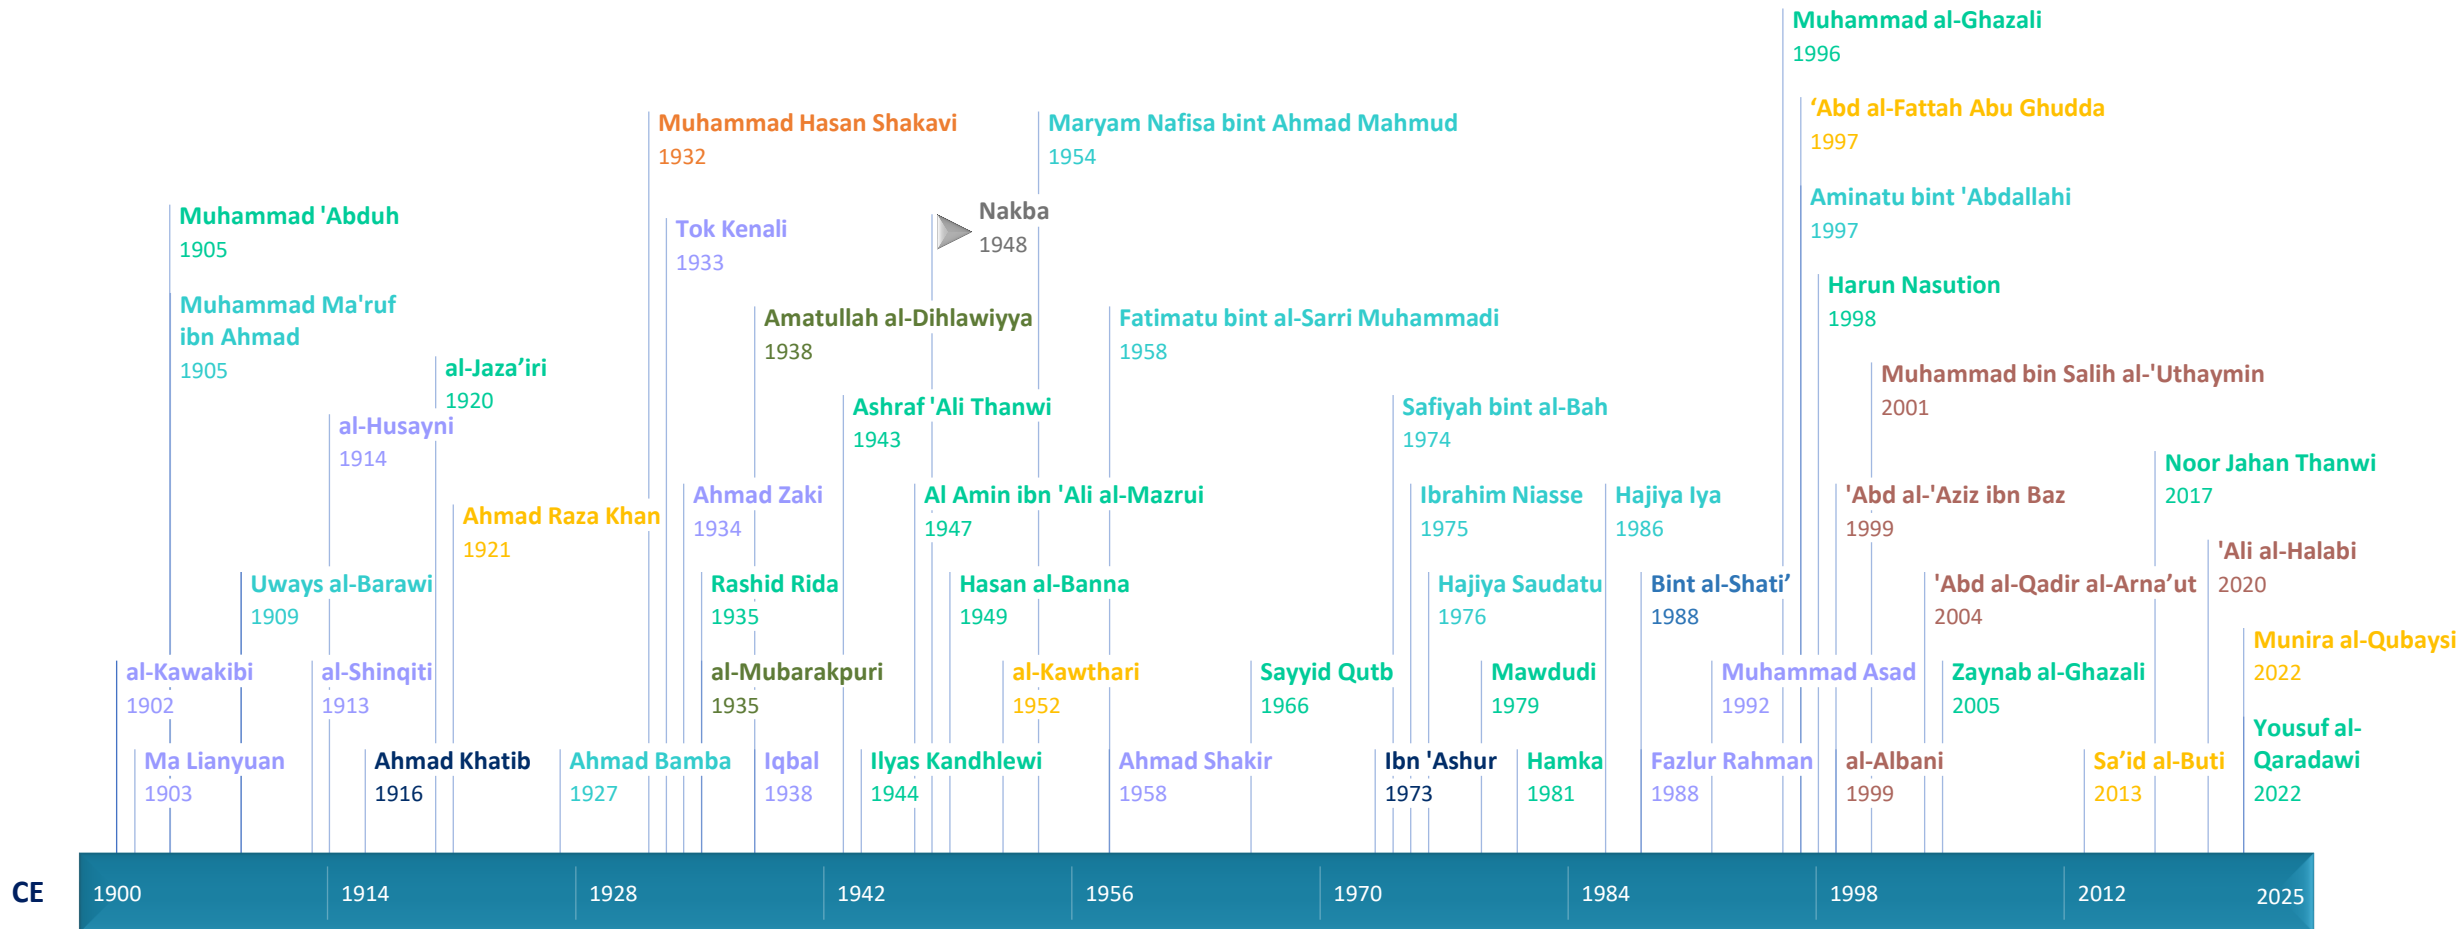 Muhammad al-Ghazali
1996
Muhammad Hasan Shakavi
1932
Maryam Nafisa bint Ahmad Mahmud
1954
‘Abd al-Fattah Abu Ghudda
1997
Muhammad 'Abduh
1905
Tok Kenali
1933
Nakba
1948
Aminatu bint 'Abdallahi
1997
Muhammad Ma'ruf
ibn Ahmad
1905
Amatullah al-Dihlawiyya
1938
Fatimatu bint al-Sarri Muhammadi
1958
Harun Nasution
1998
al-Jaza’iri
1920
Muhammad bin Salih al-'Uthaymin
2001
al-Husayni
1914
Ashraf 'Ali Thanwi
1943
Safiyah bint al-Bah
1974
Noor Jahan Thanwi
2017
Ahmad Raza Khan
1921
Ahmad Zaki
1934
Al Amin ibn 'Ali al-Mazrui
1947
Ibrahim Niasse
1975
Hajiya Iya
1986
'Abd al-'Aziz ibn Baz
1999
'Ali al-Halabi
2020
Uways al-Barawi
1909
Rashid Rida
1935
Hasan al-Banna
1949
Hajiya Saudatu
1976
Bint al-Shati’
1988
'Abd al-Qadir al-Arna’ut
2004
Munira al-Qubaysi
2022
al-Kawakibi
1902
al-Shinqiti
1913
al-Mubarakpuri
1935
al-Kawthari
1952
Sayyid Qutb
1966
Mawdudi
1979
Muhammad Asad
1992
Zaynab al-Ghazali
2005
Yousuf al-
Qaradawi
2022
Ma Lianyuan
1903
Ahmad Khatib
1916
Ahmad Bamba
1927
Iqbal
1938
Ilyas Kandhlewi
1944
Ahmad Shakir
1958
Ibn 'Ashur
1973
Hamka
1981
Fazlur Rahman
1988
al-Albani
1999
Sa’id al-Buti
2013
CE
1900
1914
1928
1942
1956
1970
1984
1998
2012
2025